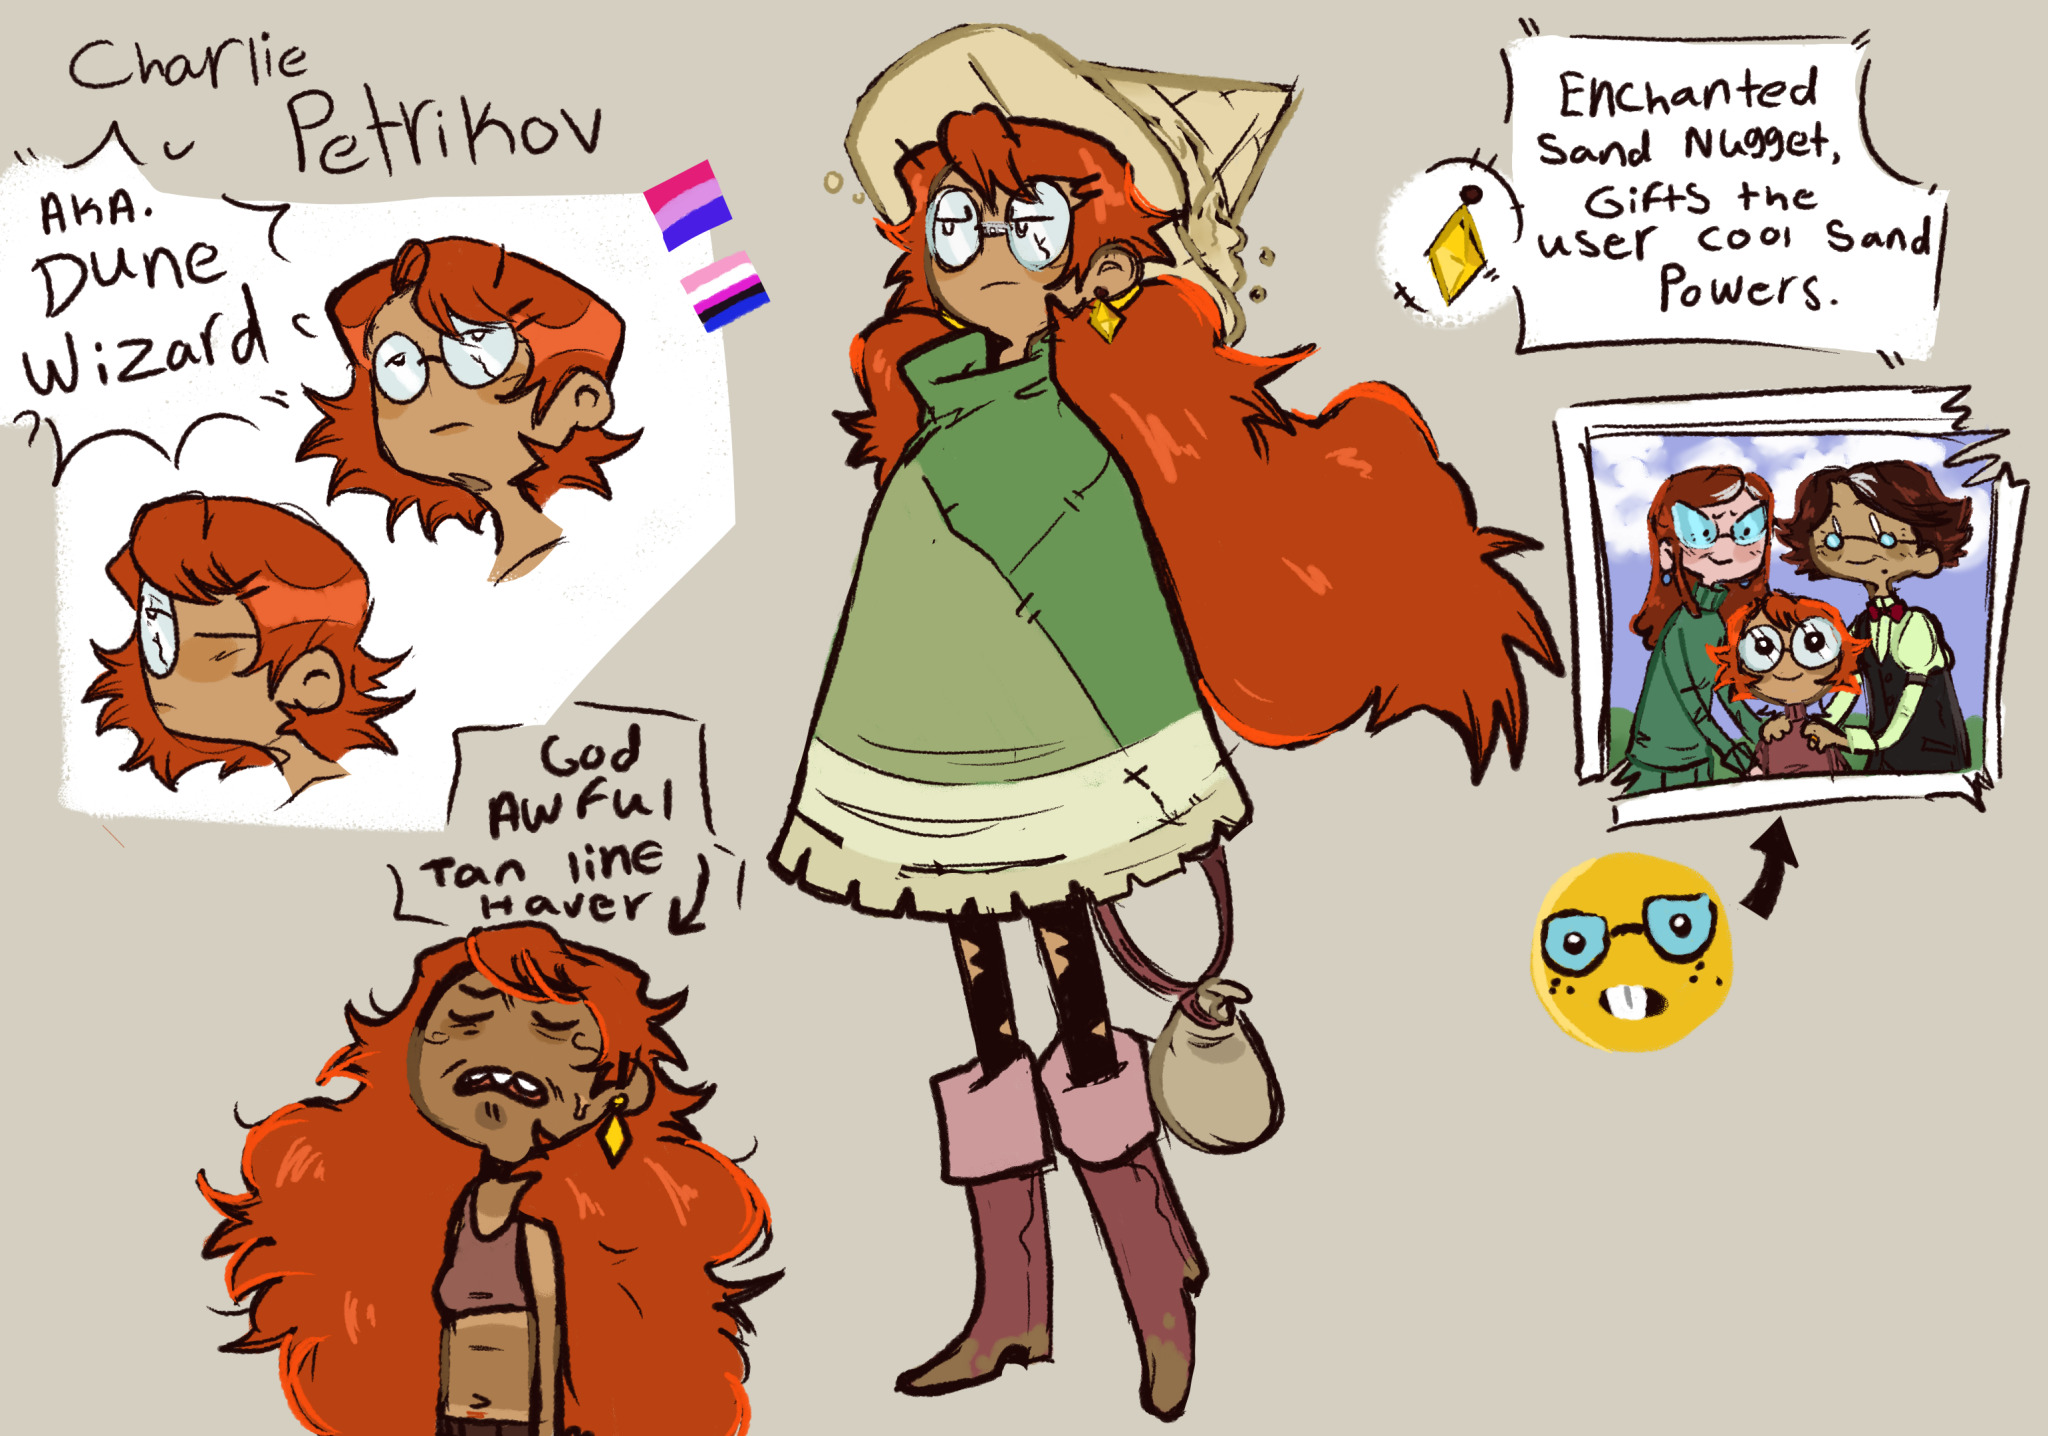 Charlie
Petrikov
AKA.
Dune
Wizard
God
Awful
Tan line
Haver
Enchanted
Sand Nugget,
Gifts the
user cool Sand
Powers.